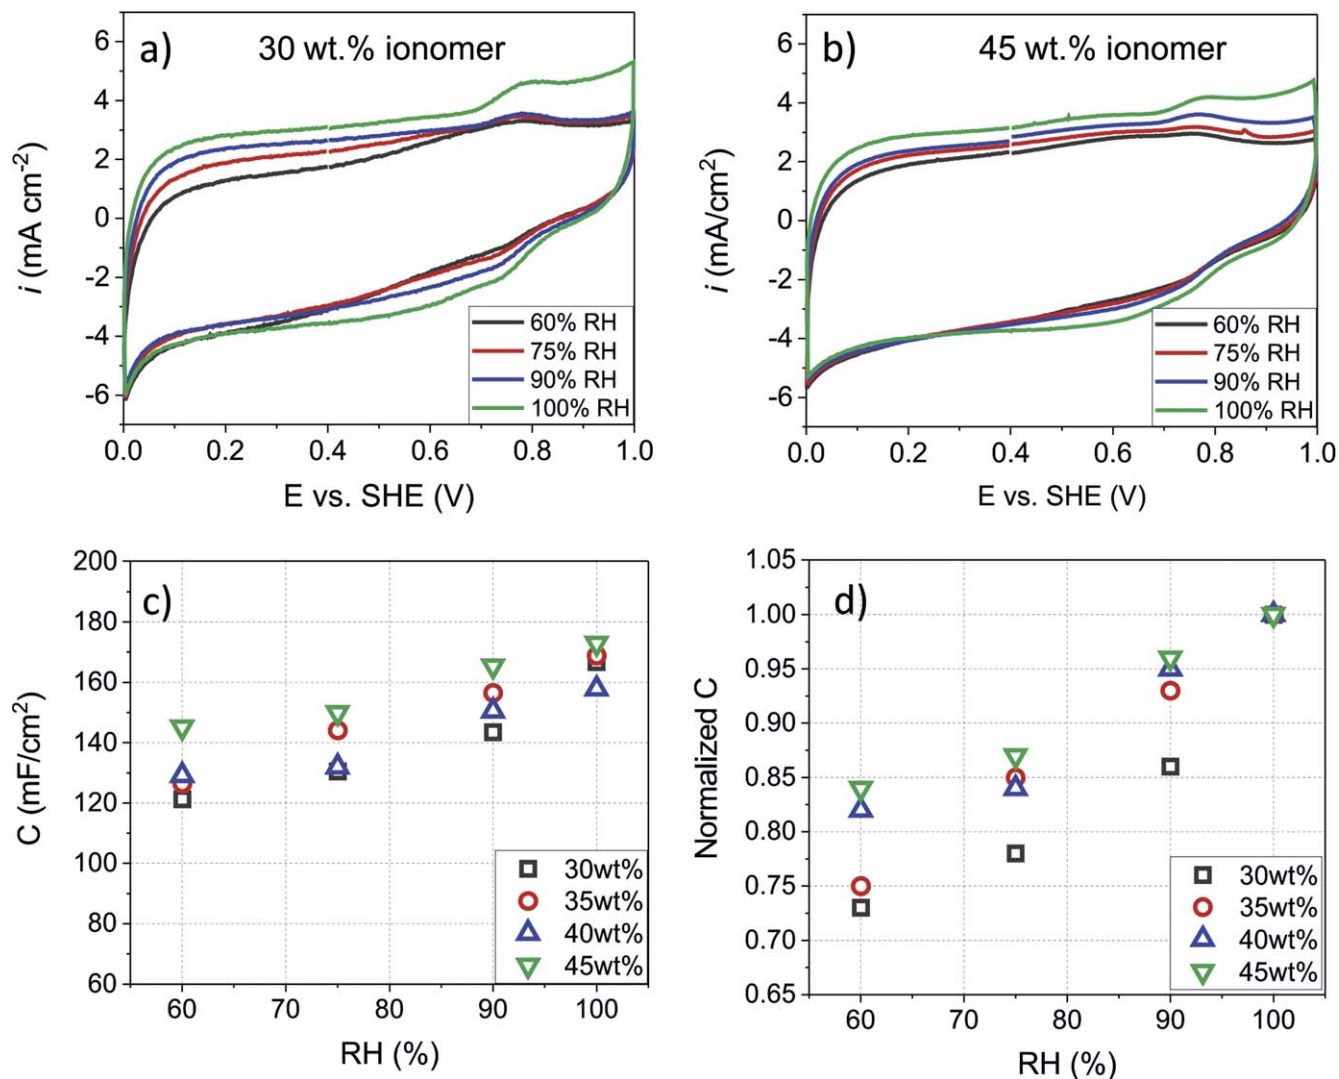 a) 30 wt.% ionomer
6
4
2
0
-2
-4
-6
i (mA cm-2)
60% RH
75% RH
90% RH
100% RH
0.0 0.2 0.4 0.6 0.8 1.0
E vs. SHE (V)
b) 45 wt.% ionomer
6
4
2
0
-2
-4
-6
i (mA/cm2)
60% RH
75% RH
90% RH
100% RH
0.0 0.2 0.4 0.6 0.8 1.0
E vs. SHE (V)
c)
200
180
160
140
120
100
80
60
C (mF/cm2)
30wt%
35wt%
40wt%
45wt%
60 70 80 90 100
RH (%)
d)
1.05
1.00
0.95
0.90
0.85
0.80
0.75
0.70
0.65
Normalized C
30wt%
35wt%
40wt%
45wt%
60 70 80 90 100
RH (%)